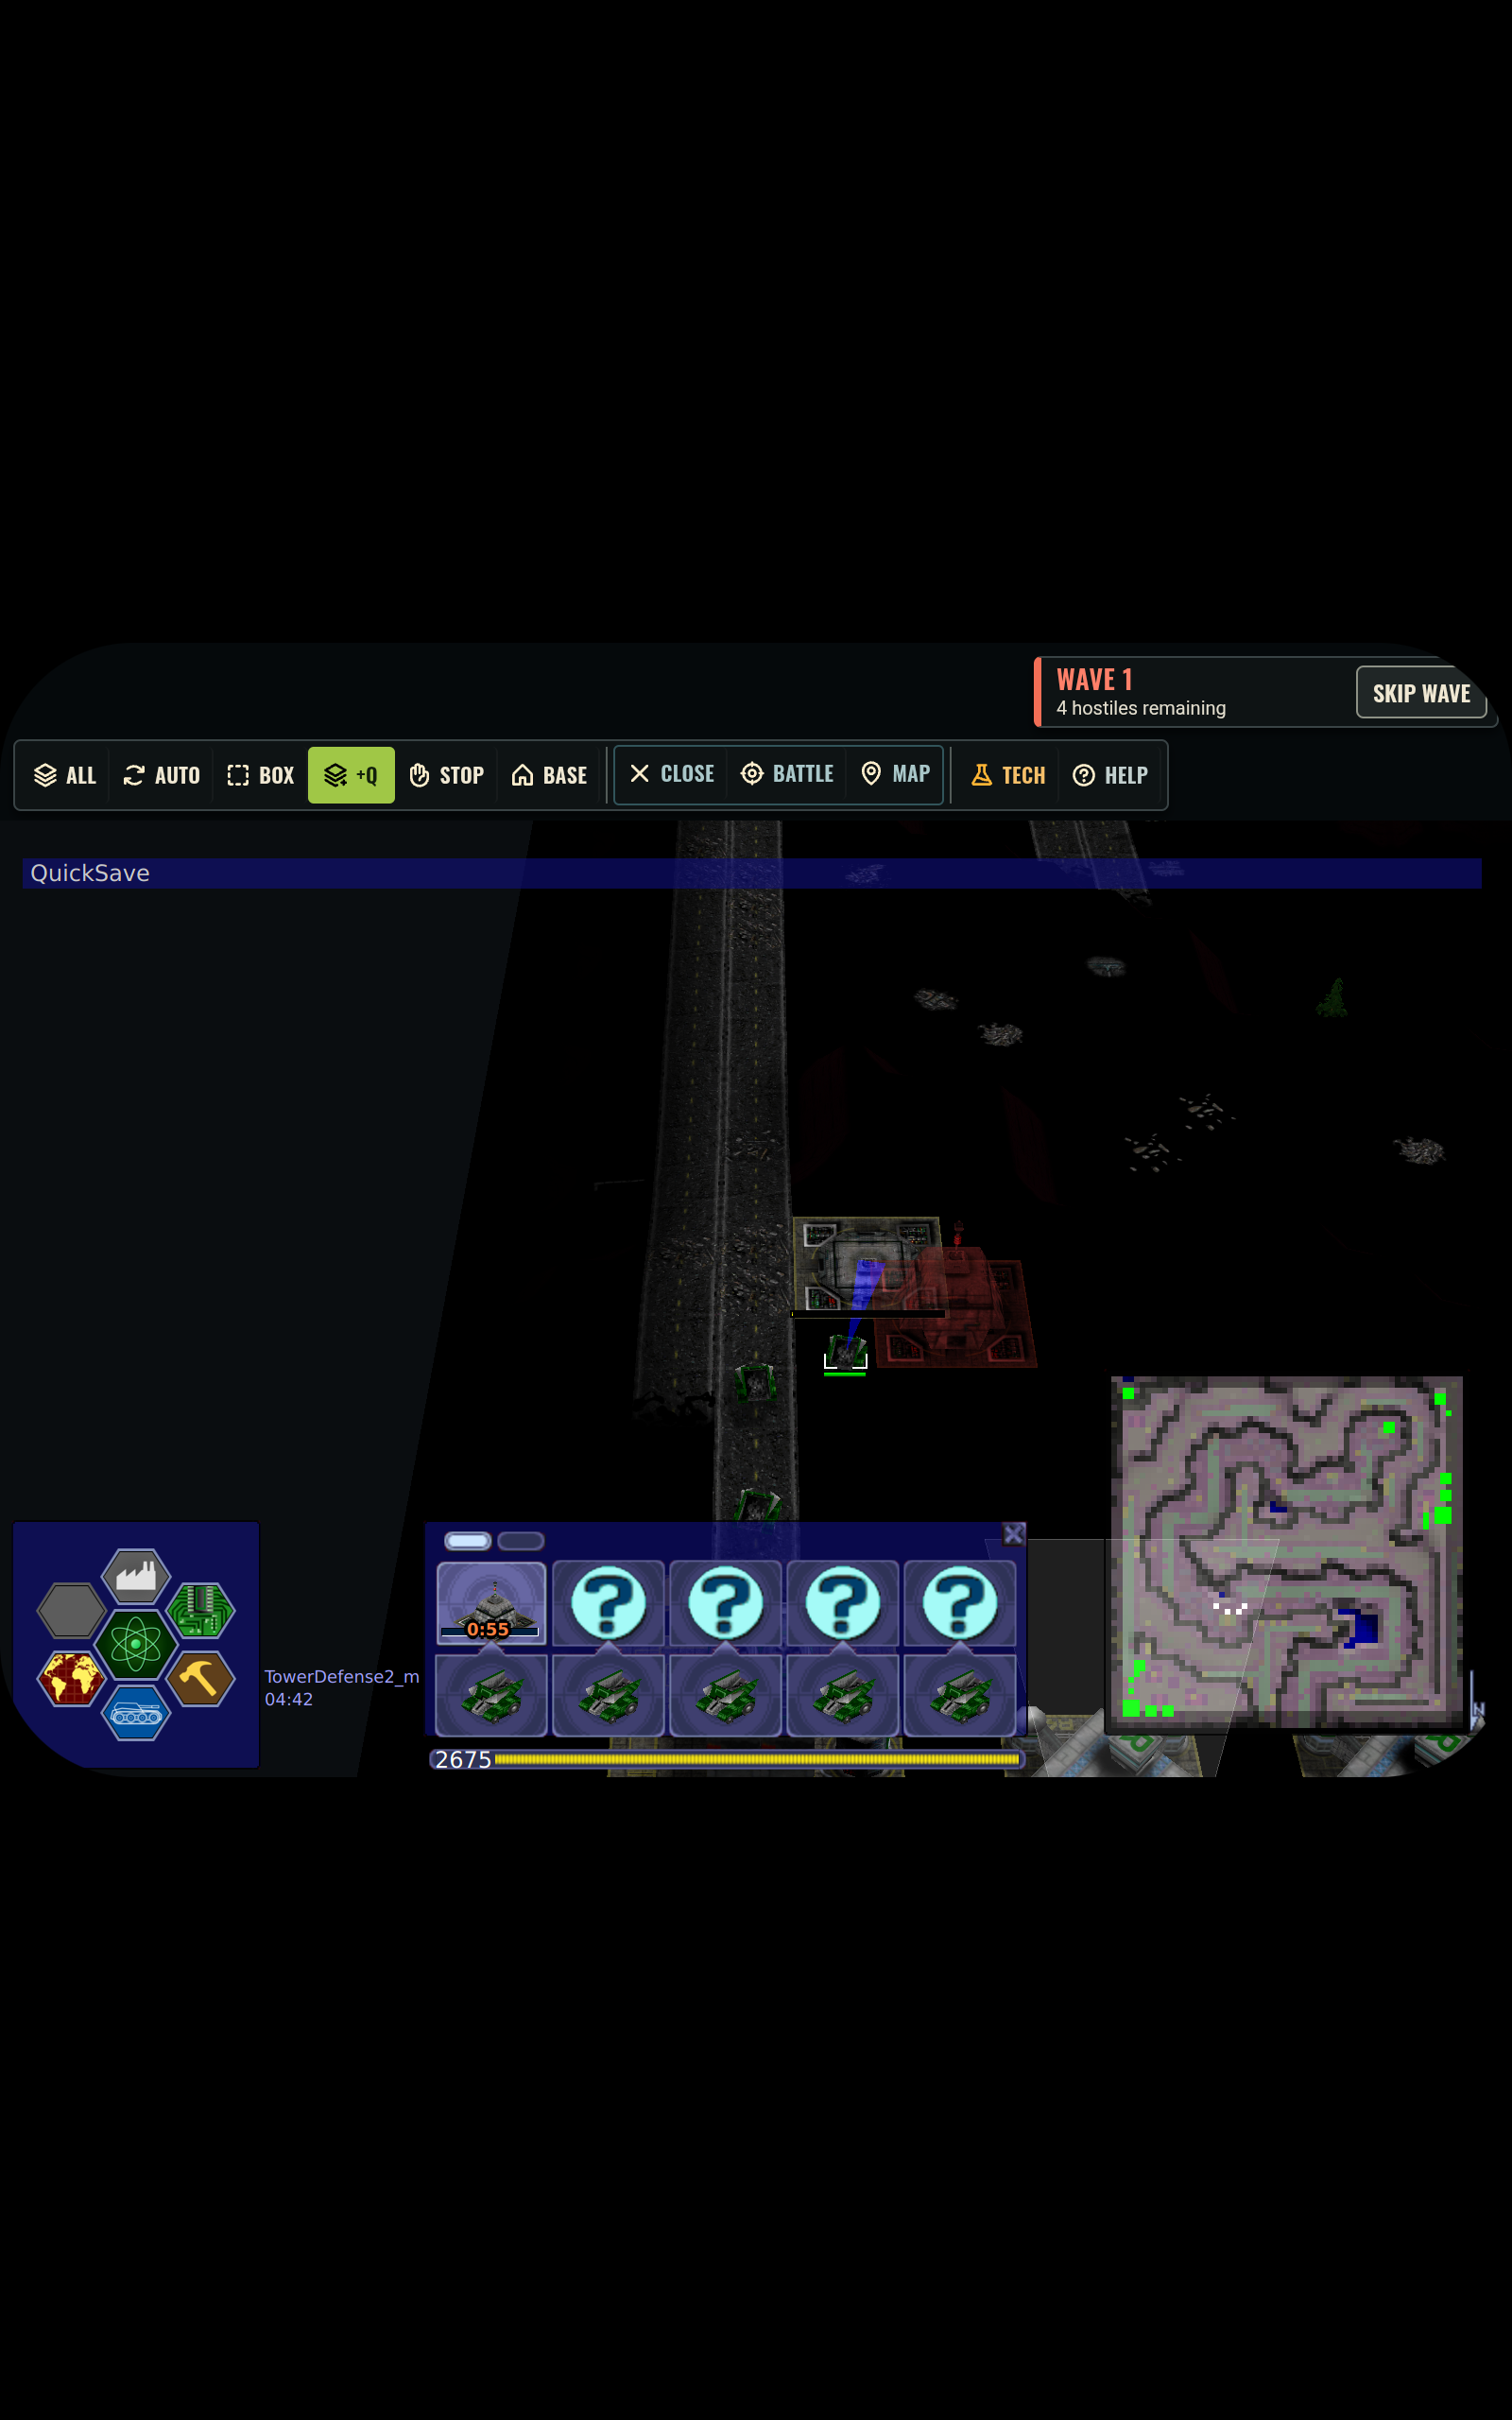 WAVE 1
4 hostiles remaining
SKIP WAVE
ALL AUTO BOX +Q STOP BASE CLOSE BATTLE MAP TECH HELP
QuickSave
0:55
? ? ? ?
TowerDefense2_m
04:42
2675
N